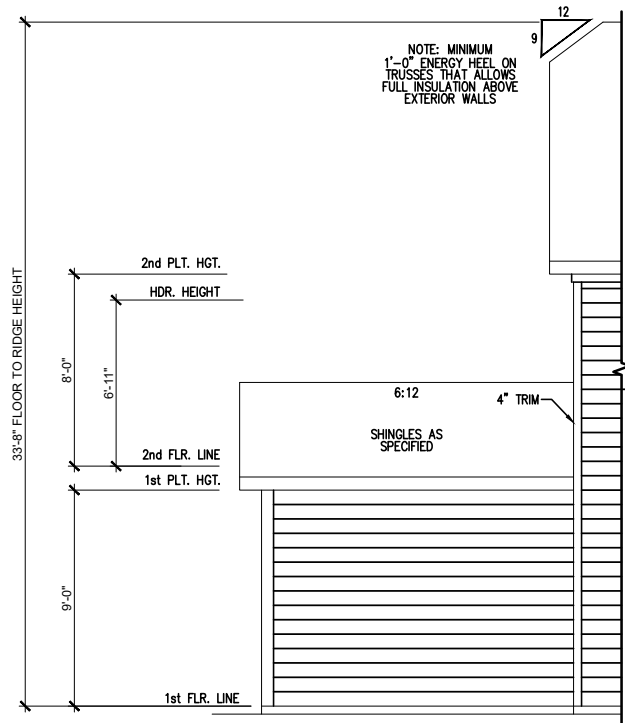 12
9
NOTE: MINIMUM
1'-0" ENERGY HEEL ON
TRUSSES THAT ALLOWS
FULL INSULATION ABOVE
EXTERIOR WALLS
2nd PLT. HGT.
HDR. HEIGHT
33'-8" FLOOR TO RIDGE HEIGHT
8'-0"
6'-11"
6:12
4" TRIM
SHINGLES AS
SPECIFIED
2nd FLR. LINE
1st PLT. HGT.
9'-0"
1st FLR. LINE